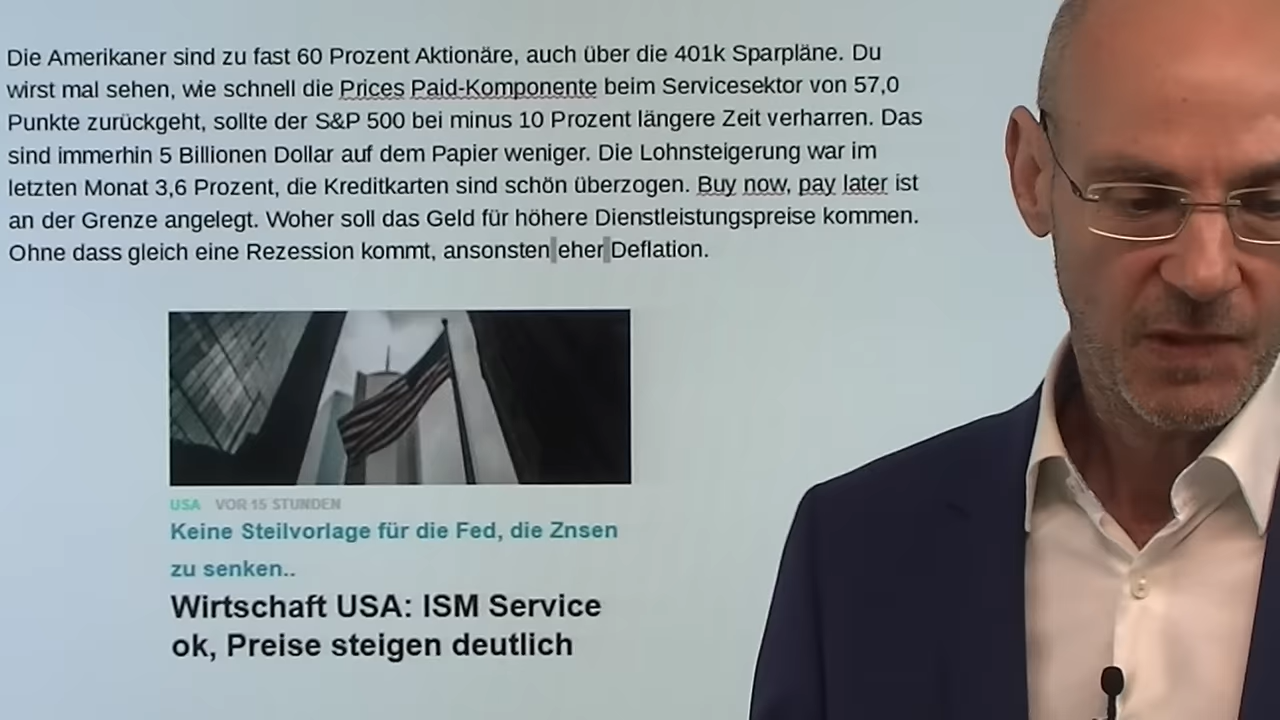 Die Amerikaner sind zu fast 60 Prozent Aktionäre, auch über die 401k Sparpläne. Du
wirst mal sehen, wie schnell die Prices Paid-Komponente beim Servicesektor von 57,0
Punkte zurückgeht, sollte der S&P 500 bei minus 10 Prozent längere Zeit verharren. Das
sind immerhin 5 Billionen Dollar auf dem Papier weniger. Die Lohnsteigerung war im
letzten Monat 3,6 Prozent, die Kreditkarten sind schön überzogen. Buy now, pay later ist
an der Grenze angelegt. Woher soll das Geld für höhere Dienstleistungspreise kommen.
Ohne dass gleich eine Rezession kommt, ansonsten eher Deflation.
USA VOR 15 STUNDEN
Keine Steilvorlage für die Fed, die Znsen
zu senken..
Wirtschaft USA: ISM Service
ok, Preise steigen deutlich